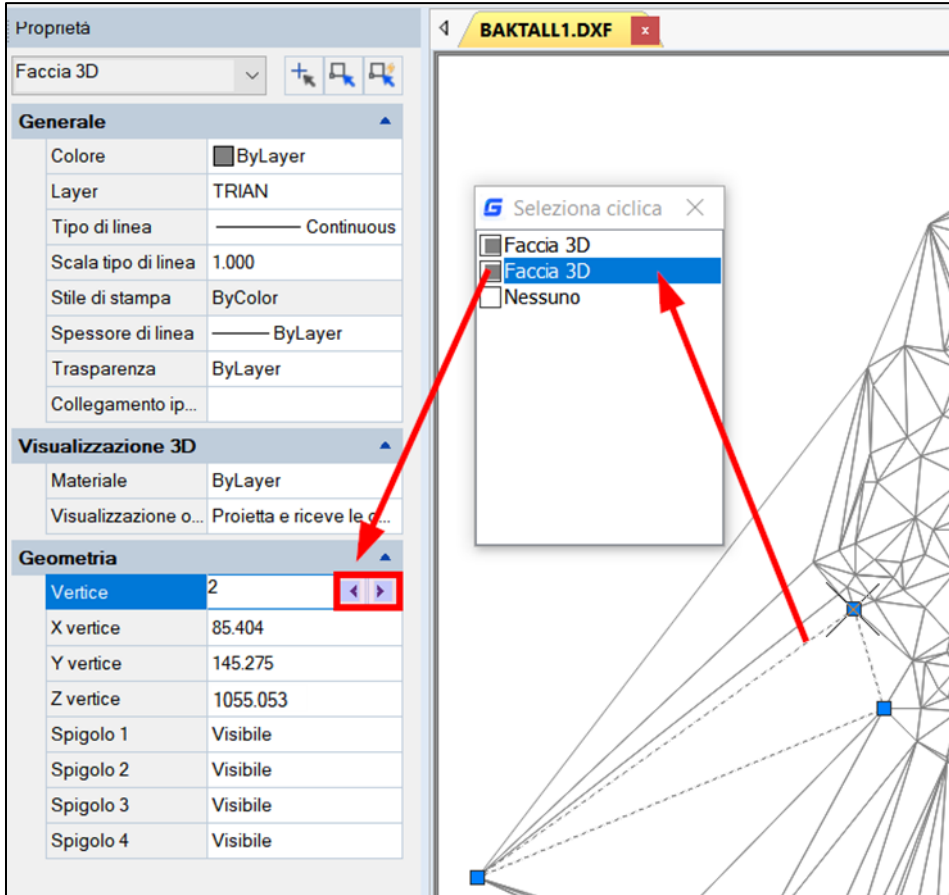 Proprietà
BAKTALL1.DXF x
Faccia 3D
Generale
Colore ByLayer
Layer TRIAN
Tipo di linea Continuous
Scala tipo di linea 1.000
Stile di stampa ByColor
Spessore di linea ByLayer
Trasparenza ByLayer
Collegamento ip...
Visualizzazione 3D
Materiale ByLayer
Visualizzazione o... Proietta e riceve le o...
Geometria
Vertice 2
X vertice 85.404
Y vertice 145.275
Z vertice 1055.053
Spigolo 1 Visibile
Spigolo 2 Visibile
Spigolo 3 Visibile
Spigolo 4 Visibile
G Seleziona ciclica
Faccia 3D
Faccia 3D
Nessuno